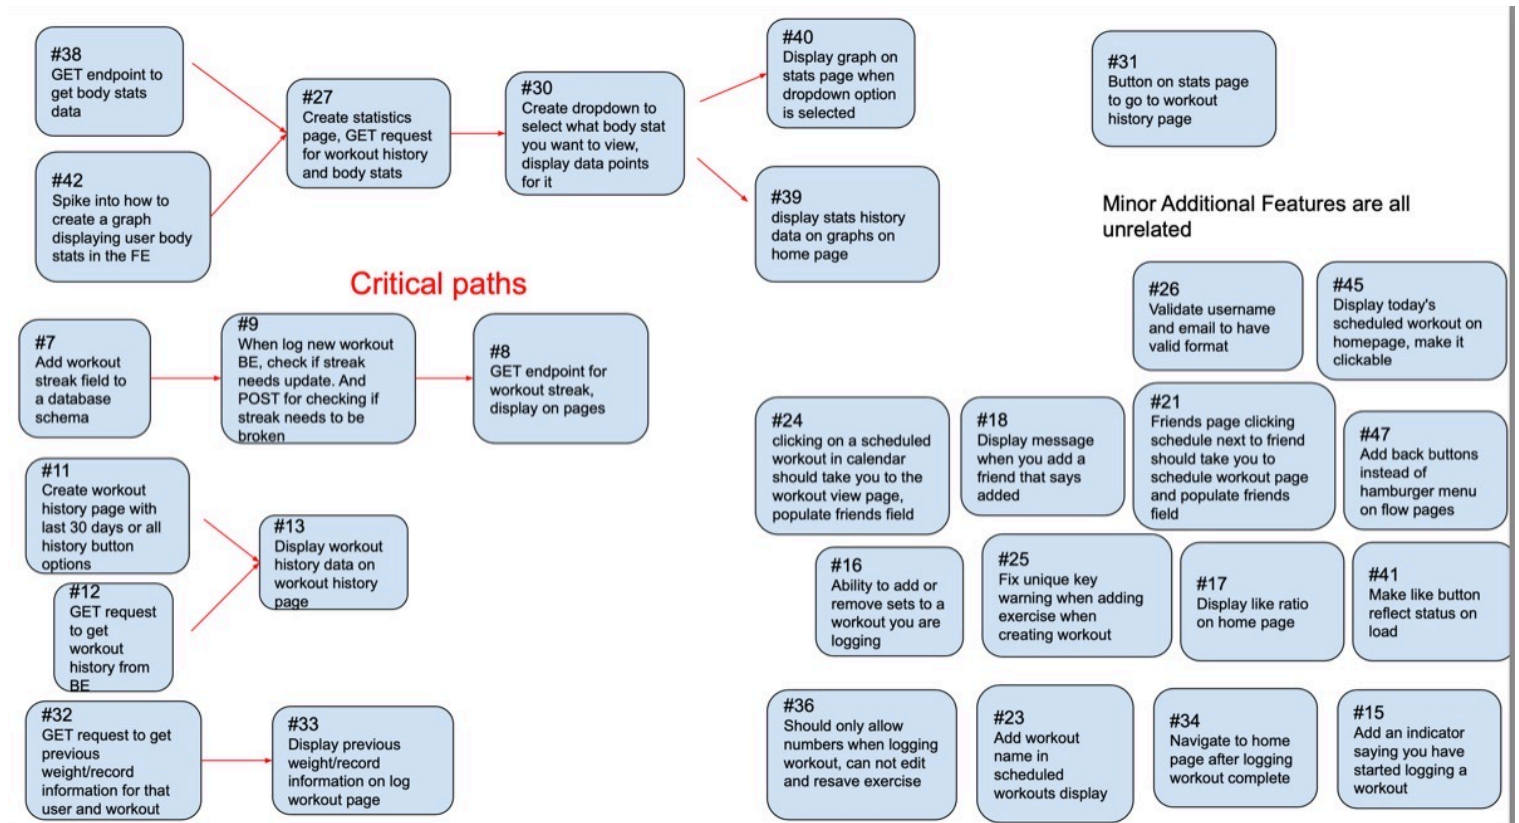 #38
GET endpoint to
get body stats
data
#42
Spike into how to
create a graph
displaying user body
stats in the FE
#27
Create statistics
page, GET request
for workout history
and body stats
#30
Create dropdown to
select what body stat
you want to view,
display data points
for it
#40
Display graph on
stats page when
dropdown option
is selected
#39
display stats history
data on graphs on
home page
#31
Button on stats page
to go to workout
history page
Critical paths
#7
Add workout
streak field to
a database
schema
#9
When log new workout
BE, check if streak
needs update. And
POST for checking if
streak needs to be
broken
#8
GET endpoint for
workout streak,
display on pages
#11
Create workout
history page with
last 30 days or all
history button
options
#12
GET request
to get
workout
history from
BE
#13
Display workout
history data on
workout history
page
#32
GET request to get
previous
weight/record
information for that
user and workout
#33
Display previous
weight/record
information on log
workout page
Minor Additional Features are all
unrelated
#26
Validate username
and email to have
valid format
#45
Display today's
scheduled workout on
homepage, make it
clickable
#24
clicking on a scheduled
workout in calendar
should take you to the
workout view page,
populate friends field
#18
Display message
when you add a
friend that says
added
#21
Friends page clicking
schedule next to friend
should take you to
schedule workout page
and populate friends
field
#47
Add back buttons
instead of
hamburger menu
on flow pages
#16
Ability to add or
remove sets to a
workout you are
logging
#25
Fix unique key
warning when adding
exercise when
creating workout
#17
Display like ratio
on home page
#41
Make like button
reflect status on
load
#36
Should only allow
numbers when logging
workout, can not edit
and resave exercise
#23
Add workout
name in
scheduled
workouts display
#34
Navigate to home
page after logging
workout complete
#15
Add an indicator
saying you have
started logging a
workout